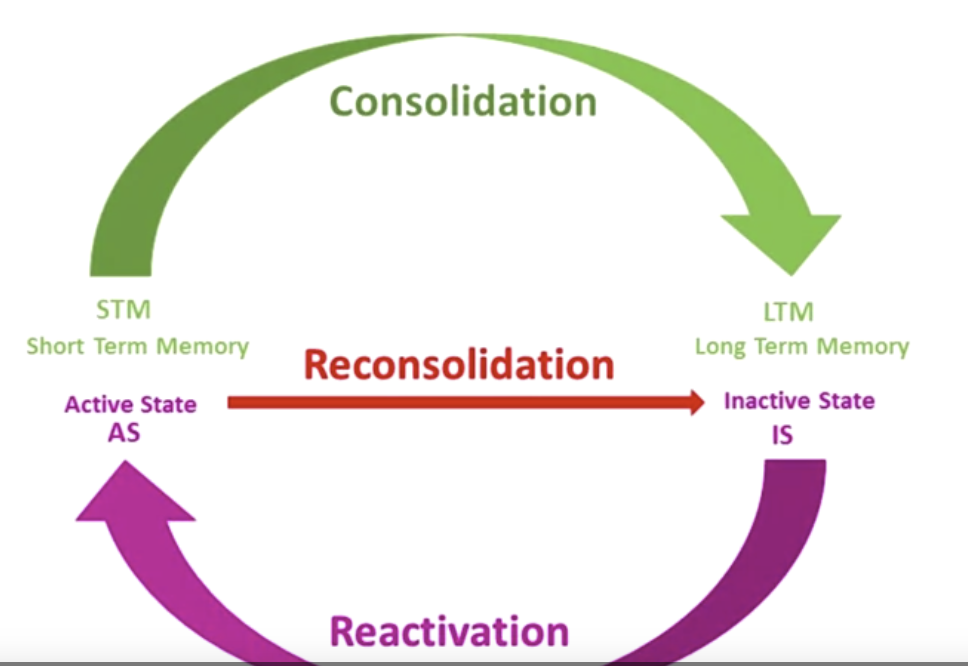 Consolidation
STM
Short Term Memory
LTM
Long Term Memory
Reconsolidation
Active State
AS
Inactive State
IS
Reactivation